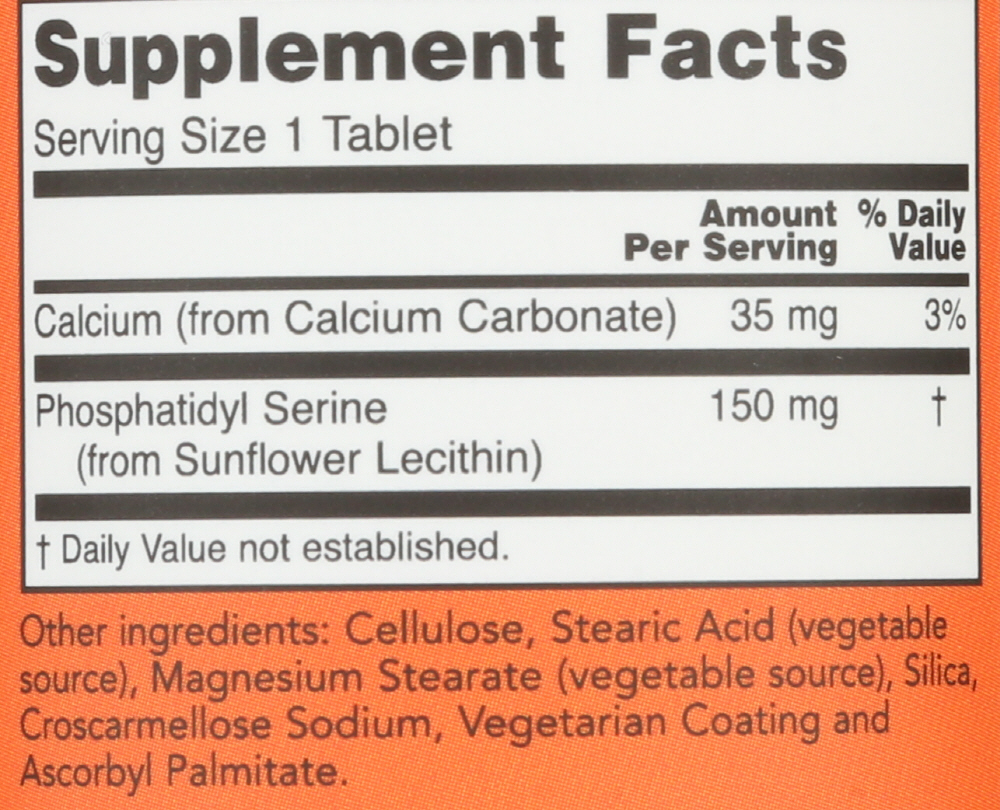 Supplement Facts
Serving Size 1 Tablet
Amount % Daily
Per Serving Value
Calcium (from Calcium Carbonate) 35 mg 3%
Phosphatidyl Serine 150 mg †
(from Sunflower Lecithin)
† Daily Value not established.
Other ingredients: Cellulose, Stearic Acid (vegetable
source), Magnesium Stearate (vegetable source), Silica,
Croscarmellose Sodium, Vegetarian Coating and
Ascorbyl Palmitate.